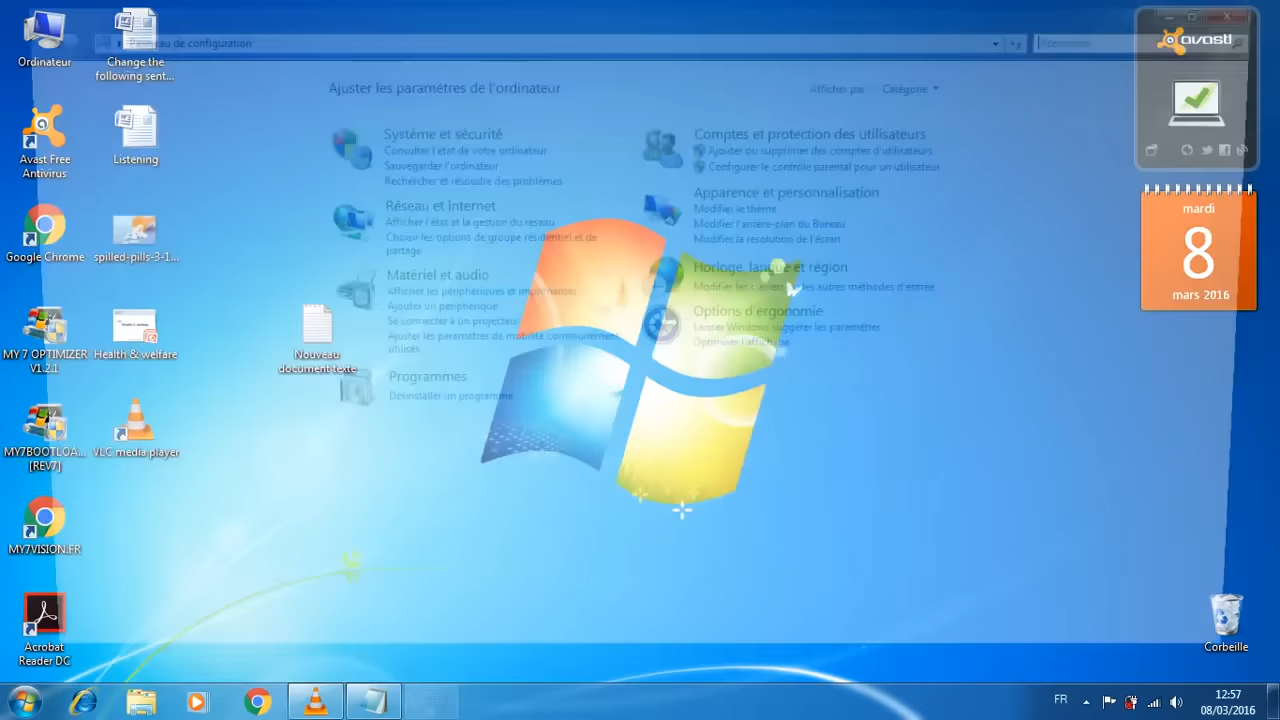 Ordinateur
Change the
following sent...
Avast Free
Antivirus
Listening
Google Chrome
spilled-pills-3-1...
MY 7 OPTIMIZER
V1.2.1
Health & welfare
Nouveau
document texte
MY7BOOTLOA...
[REV7]
VLC media player
MY7VISION.FR
Acrobat
Reader DC
Panneau de configuration
Rechercher
Ajuster les paramètres de l'ordinateur
Afficher par : Catégorie
Système et sécurité
Consulter l'état de votre ordinateur
Sauvegarder l'ordinateur
Rechercher et résoudre des problèmes
Réseau et Internet
Afficher l'état et la gestion du réseau
Choisir les options de groupe résidentiel et de
partage
Matériel et audio
Afficher les périphériques et imprimantes
Ajouter un périphérique
Se connecter à un projecteur
Ajuster les paramètres de mobilité communément
utilisés
Programmes
Désinstaller un programme
Comptes et protection des utilisateurs
Ajouter ou supprimer des comptes d'utilisateurs
Configurer le contrôle parental pour un utilisateur
Apparence et personnalisation
Modifier le thème
Modifier l'arrière-plan du Bureau
Modifier la résolution de l'écran
Horloge, langue et région
Modifier les claviers ou les autres méthodes d'entrée
Options d'ergonomie
Laisser Windows suggérer les paramètres
Optimiser l'affichage
avast!
mardi
8
mars 2016
Corbeille
FR
12:57
08/03/2016